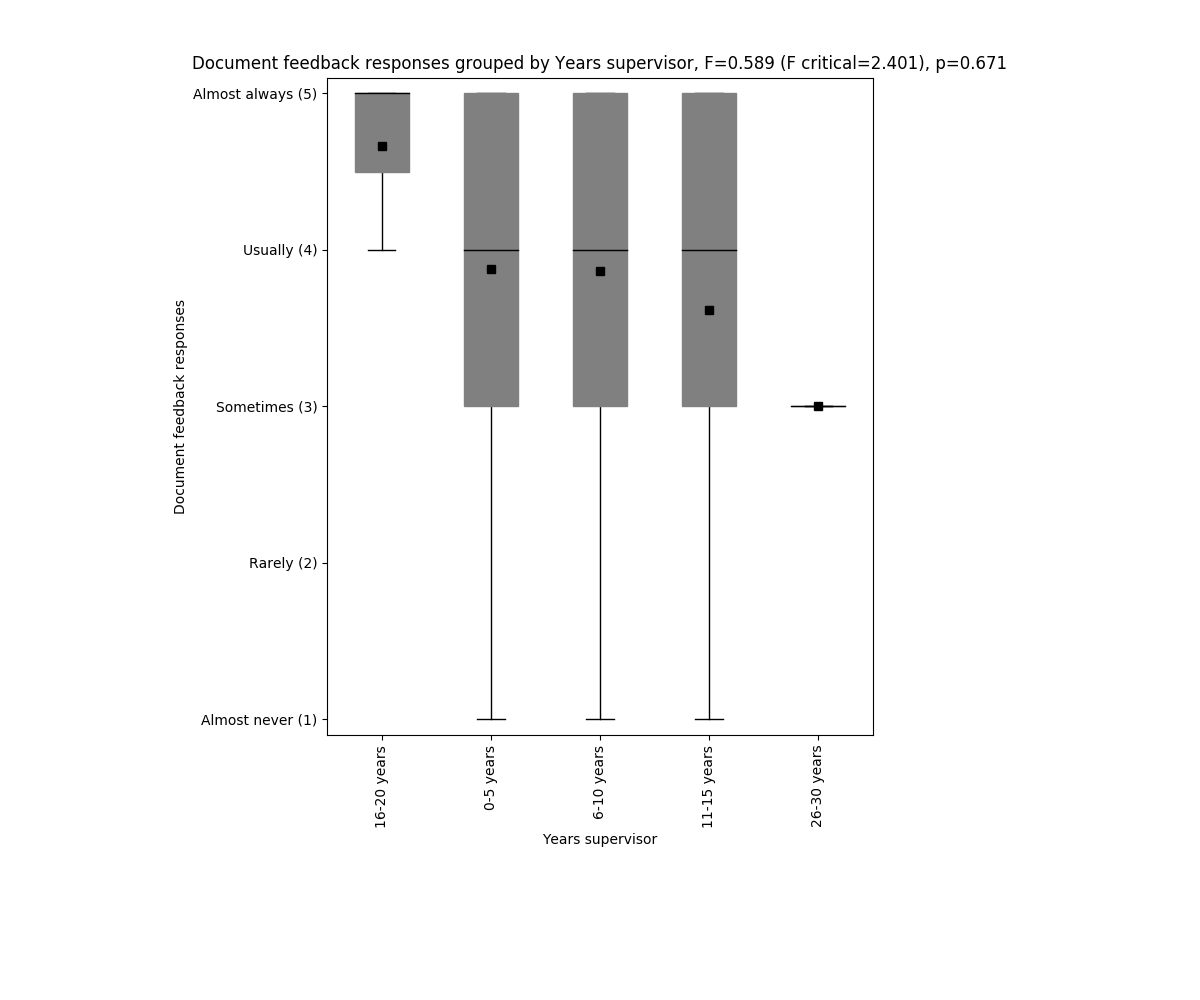 Document feedback responses grouped by Years supervisor, F=0.589 (F critical=2.401), p=0.671
Almost always (5)
Usually (4)
Sometimes (3)
Rarely (2)
Almost never (1)
Document feedback responses
16-20 years
0-5 years
6-10 years
11-15 years
26-30 years
Years supervisor